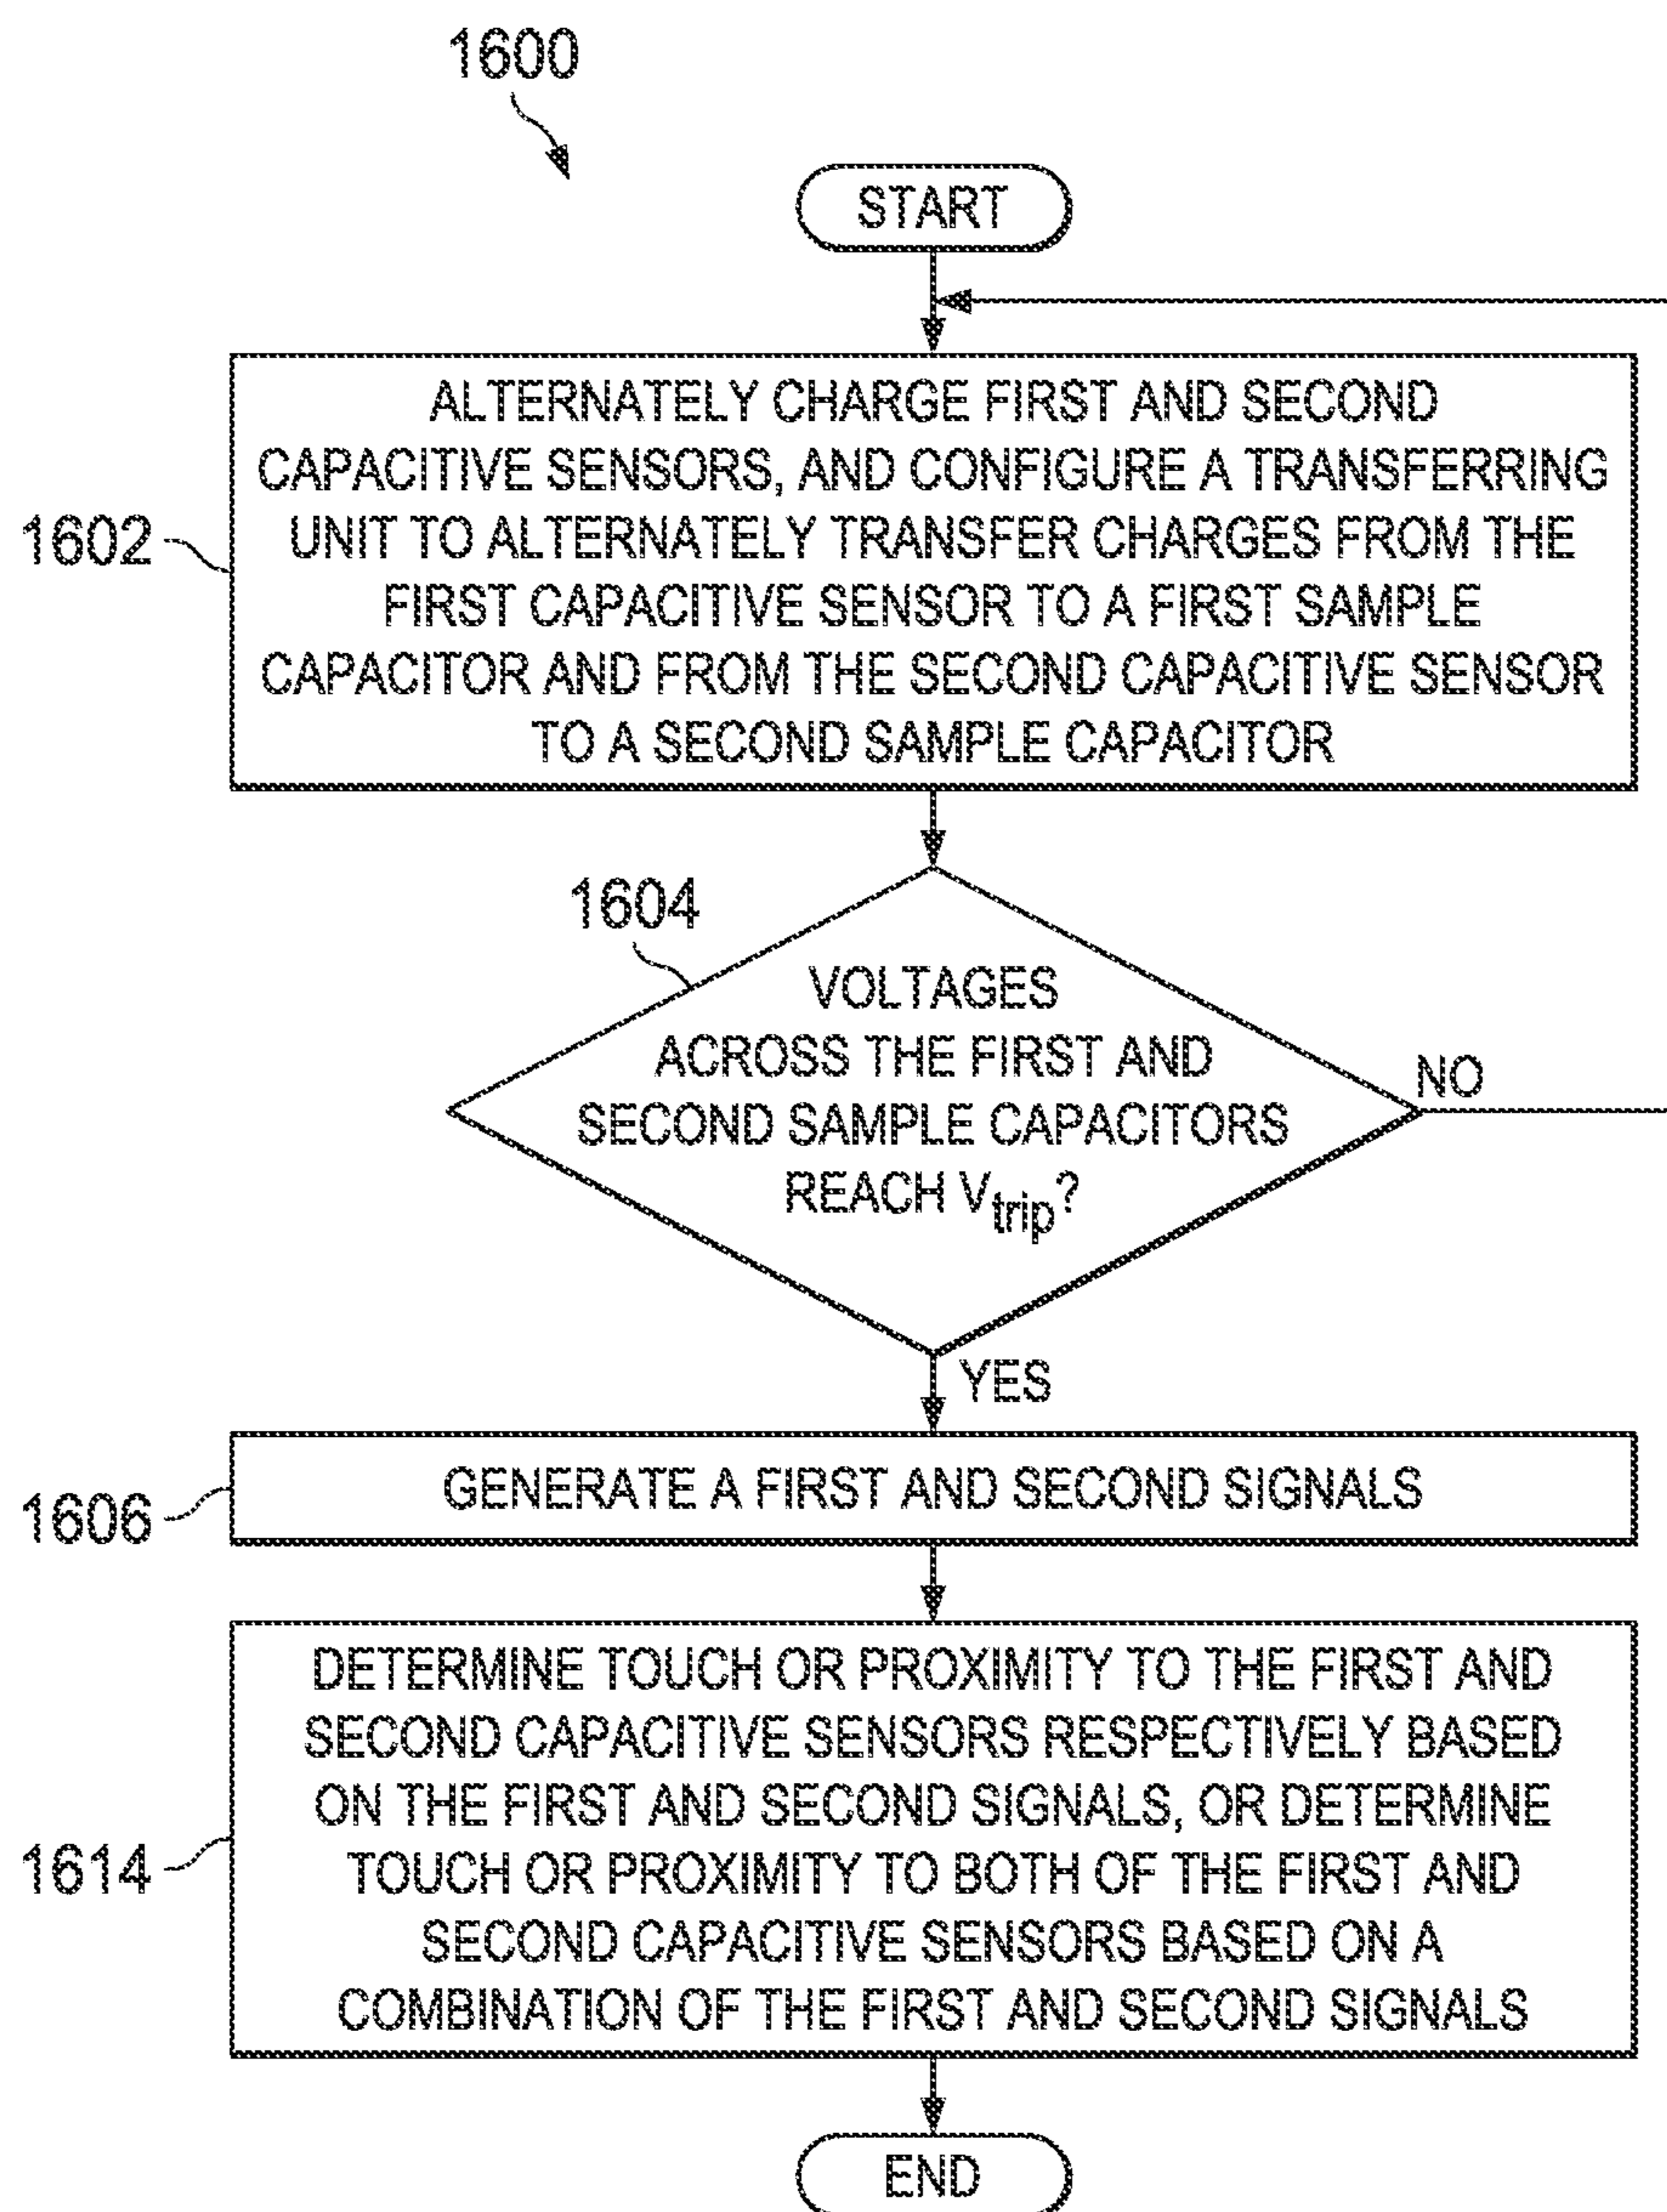 1600
START
ALTERNATELY CHARGE FIRST AND SECOND
CAPACITIVE SENSORS, AND CONFIGURE A TRANSFERRING
UNIT TO ALTERNATELY TRANSFER CHARGES FROM THE
FIRST CAPACITIVE SENSOR TO A FIRST SAMPLE
CAPACITOR AND FROM THE SECOND CAPACITIVE SENSOR
TO A SECOND SAMPLE CAPACITOR
1602
1604
VOLTAGES
ACROSS THE FIRST AND
SECOND SAMPLE CAPACITORS
REACH Vtrip?
NO
YES
GENERATE A FIRST AND SECOND SIGNALS
1606
DETERMINE TOUCH OR PROXIMITY TO THE FIRST AND
SECOND CAPACITIVE SENSORS RESPECTIVELY BASED
ON THE FIRST AND SECOND SIGNALS, OR DETERMINE
TOUCH OR PROXIMITY TO BOTH OF THE FIRST AND
SECOND CAPACITIVE SENSORS BASED ON A
COMBINATION OF THE FIRST AND SECOND SIGNALS
1614
END